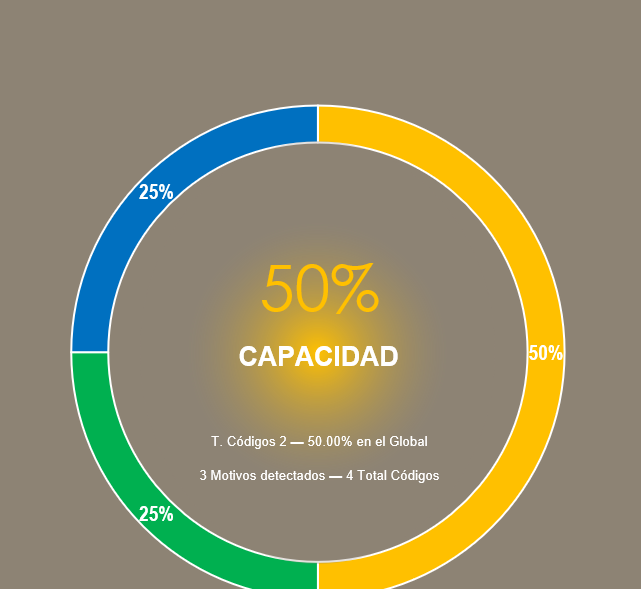 25%
50%
CAPACIDAD
50%
T. Códigos 2 — 50.00% en el Global
3 Motivos detectados — 4 Total Códigos
25%